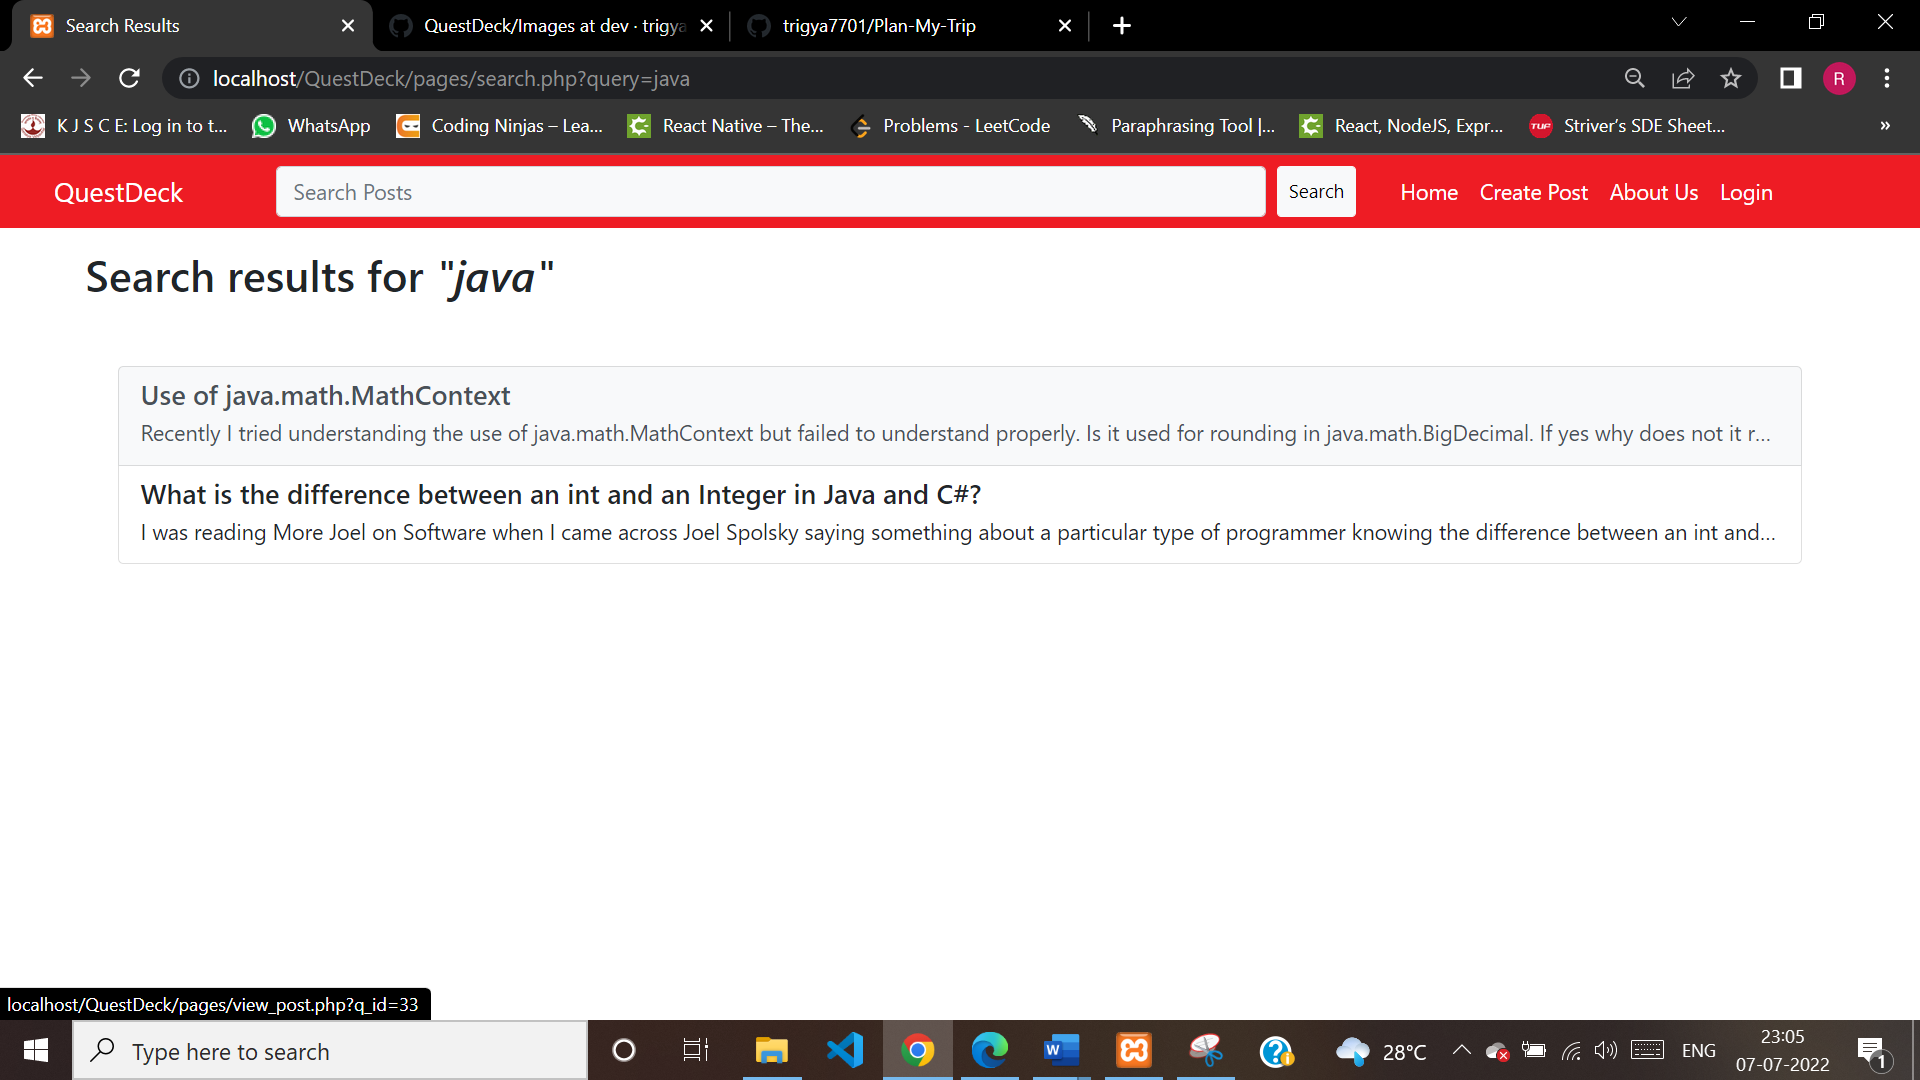 Search Results
QuestDeck/Images at dev · trigya
trigya7701/Plan-My-Trip
localhost/QuestDeck/pages/search.php?query=java
R
K J S C E: Log in to t...
WhatsApp
Coding Ninjas – Lea...
React Native – The...
Problems - LeetCode
Paraphrasing Tool |...
React, NodeJS, Expr...
TUF
Striver's SDE Sheet...
»
QuestDeck
Search Posts
Search
Home
Create Post
About Us
Login
Search results for "java"
Use of java.math.MathContext
Recently I tried understanding the use of java.math.MathContext but failed to understand properly. Is it used for rounding in java.math.BigDecimal. If yes why does not it r...
What is the difference between an int and an Integer in Java and C#?
I was reading More Joel on Software when I came across Joel Spolsky saying something about a particular type of programmer knowing the difference between an int and...
localhost/QuestDeck/pages/view_post.php?q_id=33
Type here to search
28°C
ENG
23:05
07-07-2022
1